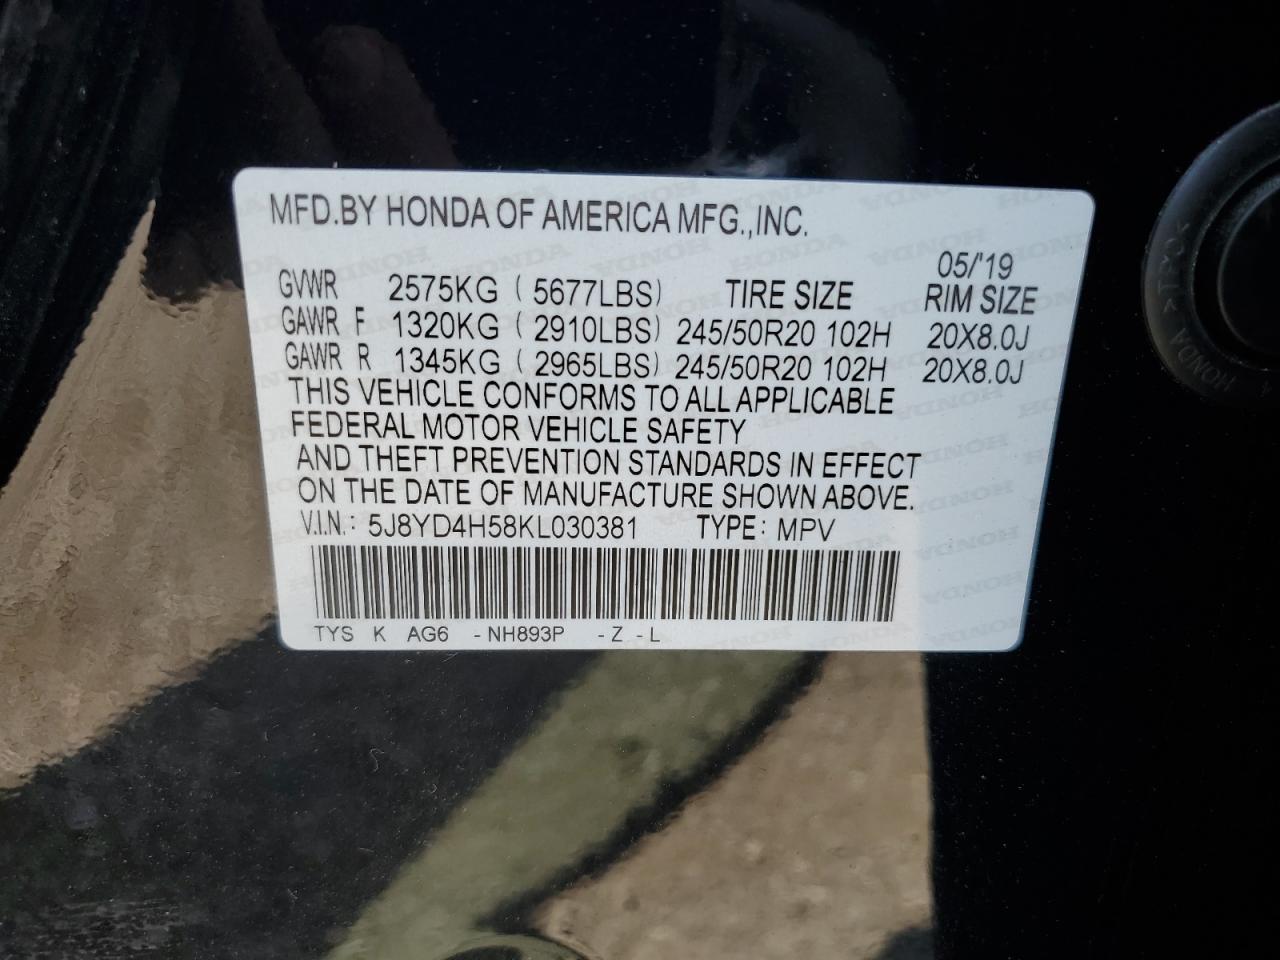 MFD.BY HONDA OF AMERICA MFG.,INC.
05/'19
GVWR 2575KG ( 5677LBS) TIRE SIZE RIM SIZE
GAWR F 1320KG ( 2910LBS) 245/50R20 102H 20X8.0J
GAWR R 1345KG ( 2965LBS) 245/50R20 102H 20X8.0J
THIS VEHICLE CONFORMS TO ALL APPLICABLE
FEDERAL MOTOR VEHICLE SAFETY
AND THEFT PREVENTION STANDARDS IN EFFECT
ON THE DATE OF MANUFACTURE SHOWN ABOVE.
V.I.N.: 5J8YD4H58KL030381 TYPE: MPV
TYS K AG6 -NH893P -Z -L
HONDA >TPO<